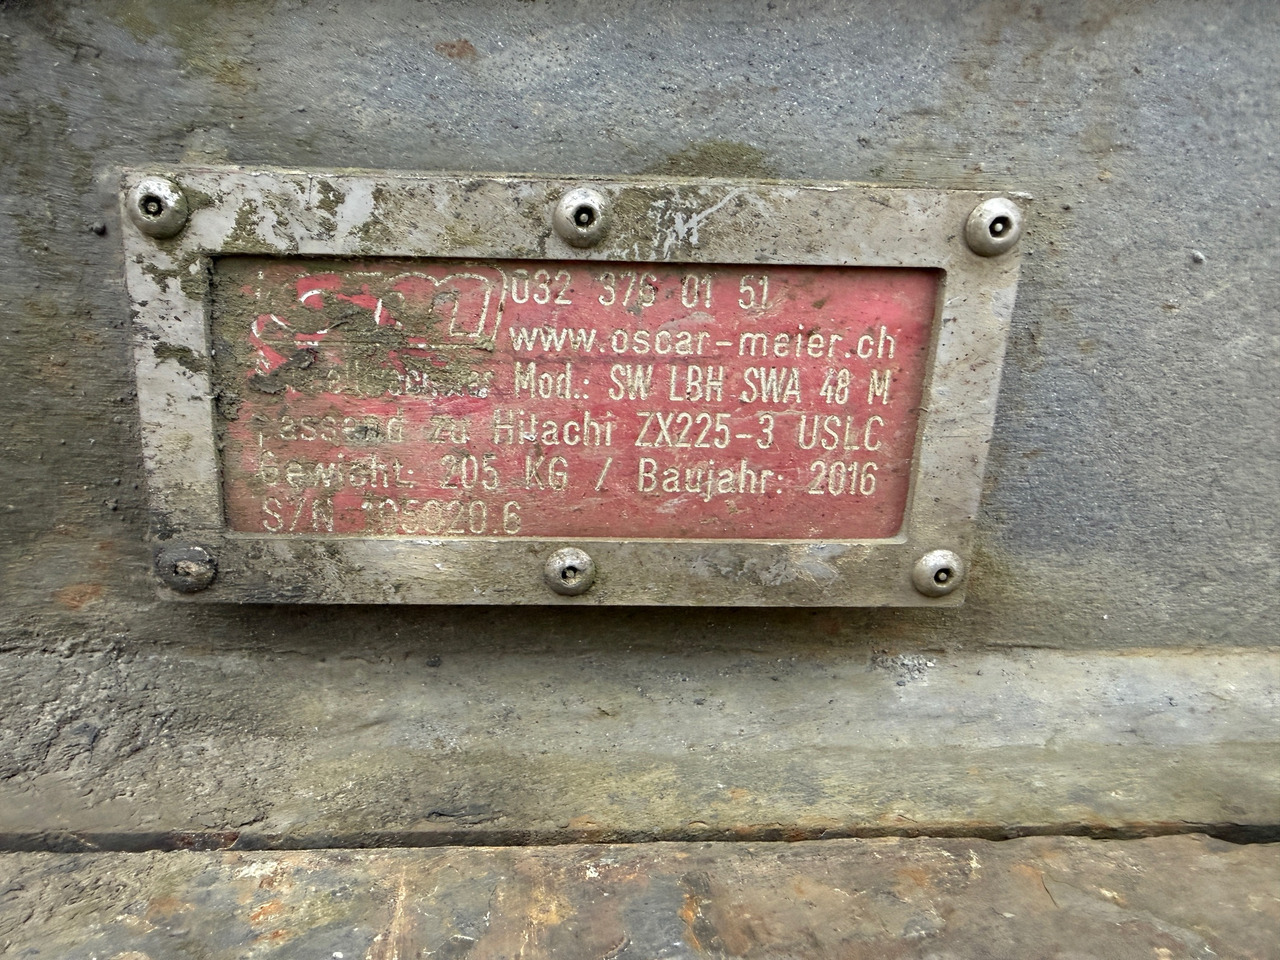 032 376 01 51
www.oscar-meier.ch
Mod.: SW LBH SWA 48 M
passend zu Hitachi ZX225-3 USLC
Gewicht: 205 KG / Baujahr: 2016
S/N